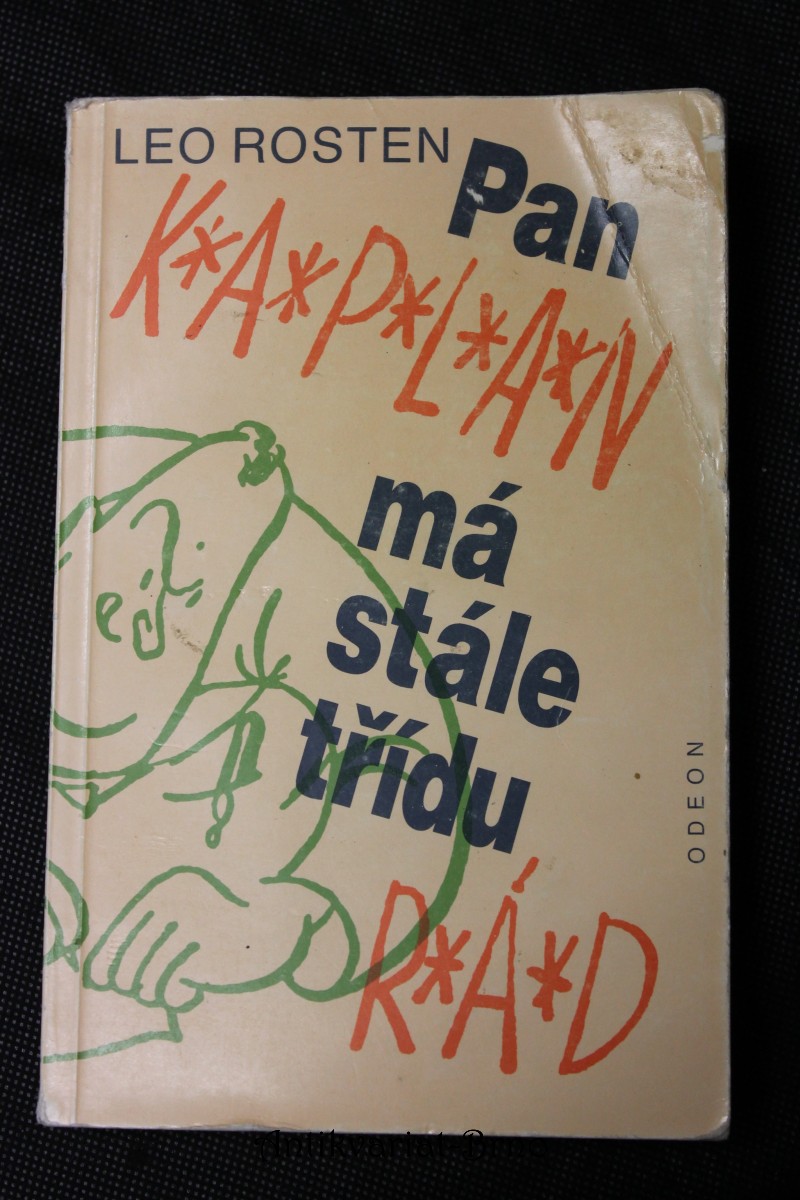 LEO ROSTEN
Pan
K*A*P*L*A*N
má
stále
třídu
R*Á*D
ODEON